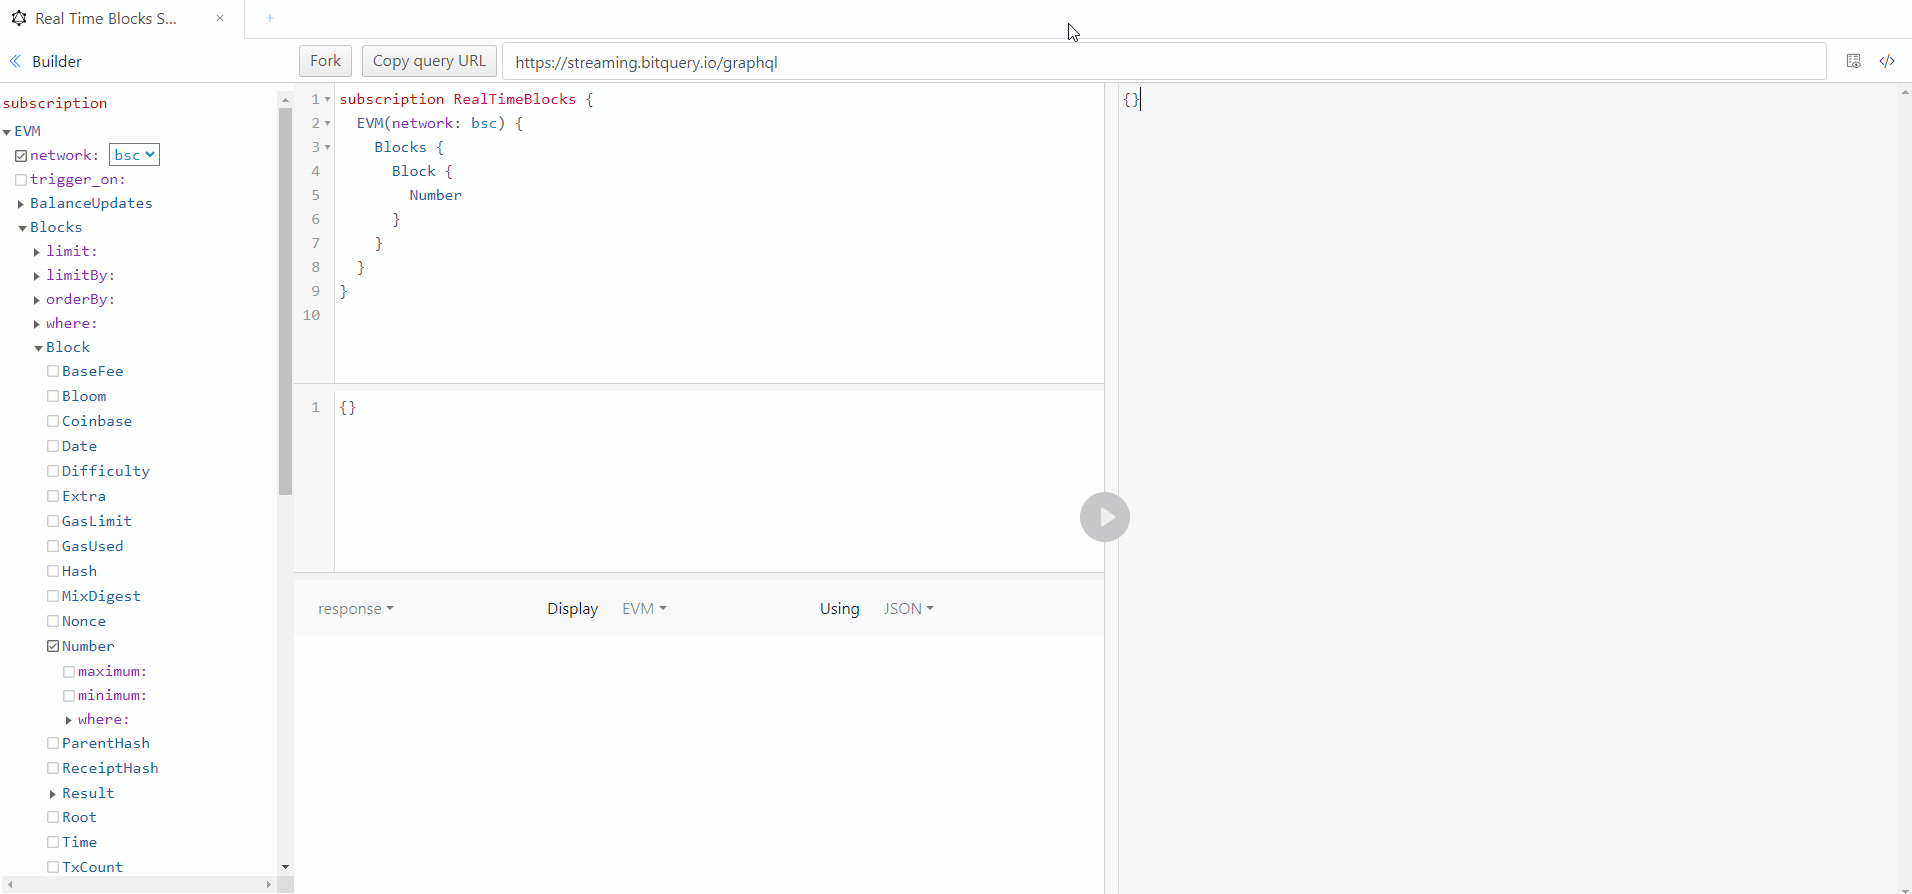 Real Time Blocks S...
Builder
Fork
Copy query URL
https://streaming.bitquery.io/graphql
subscription
EVM
network: bsc
trigger_on:
BalanceUpdates
Blocks
limit:
limitBy:
orderBy:
where:
Block
BaseFee
Bloom
Coinbase
Date
Difficulty
Extra
GasLimit
GasUsed
Hash
MixDigest
Nonce
Number
maximum:
minimum:
where:
ParentHash
ReceiptHash
Result
Root
Time
TxCount
1 subscription RealTimeBlocks {
2 EVM(network: bsc) {
3 Blocks {
4 Block {
5 Number
6 }
7 }
8 }
9 }
10
1 {}
response
Display EVM
Using JSON
{}